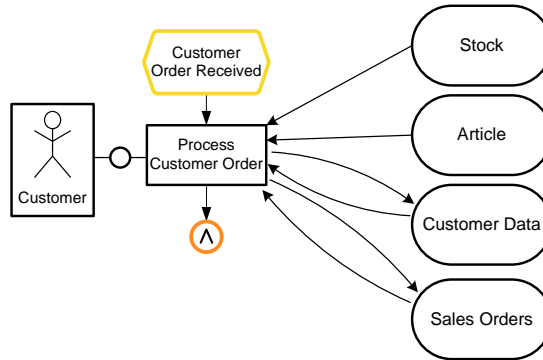 Customer
Order Received
Stock
Article
Process
Customer Order
Customer
Customer Data
Sales Orders